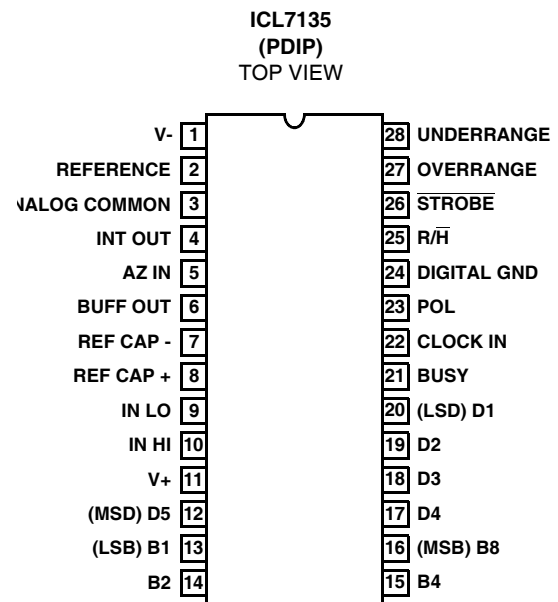 ICL7135
(PDIP)
TOP VIEW
V- 1
REFERENCE 2
NALOG COMMON 3
INT OUT 4
AZ IN 5
BUFF OUT 6
REF CAP - 7
REF CAP + 8
IN LO 9
IN HI 10
V+ 11
(MSD) D5 12
(LSB) B1 13
B2 14
28 UNDERRANGE
27 OVERRANGE
26 STROBE
25 R/H
24 DIGITAL GND
23 POL
22 CLOCK IN
21 BUSY
20 (LSD) D1
19 D2
18 D3
17 D4
16 (MSB) B8
15 B4